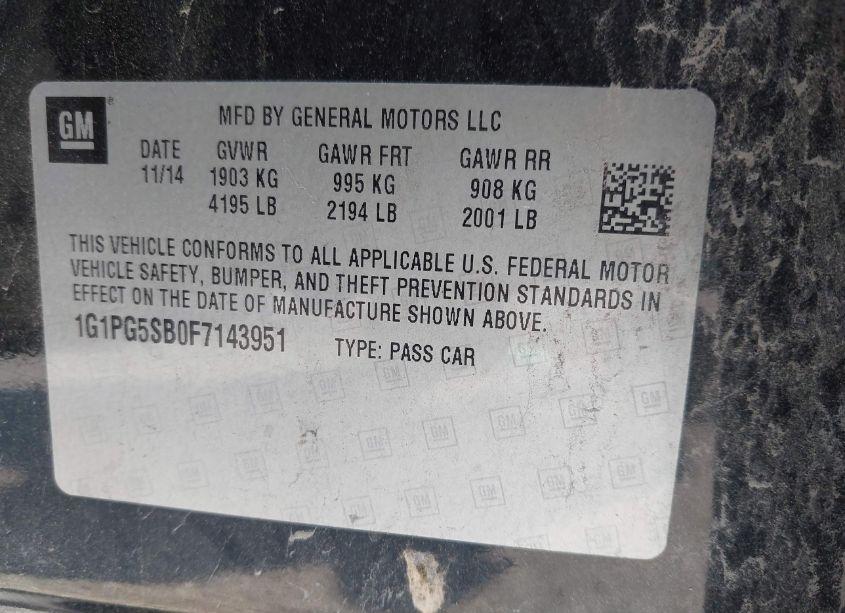 GM
MFD BY GENERAL MOTORS LLC
DATE GVWR GAWR FRT GAWR RR
11/14 1903 KG 995 KG 908 KG
4195 LB 2194 LB 2001 LB
THIS VEHICLE CONFORMS TO ALL APPLICABLE U.S. FEDERAL MOTOR
VEHICLE SAFETY, BUMPER, AND THEFT PREVENTION STANDARDS IN
EFFECT ON THE DATE OF MANUFACTURE SHOWN ABOVE.
1G1PG5SB0F7143951 TYPE: PASS CAR